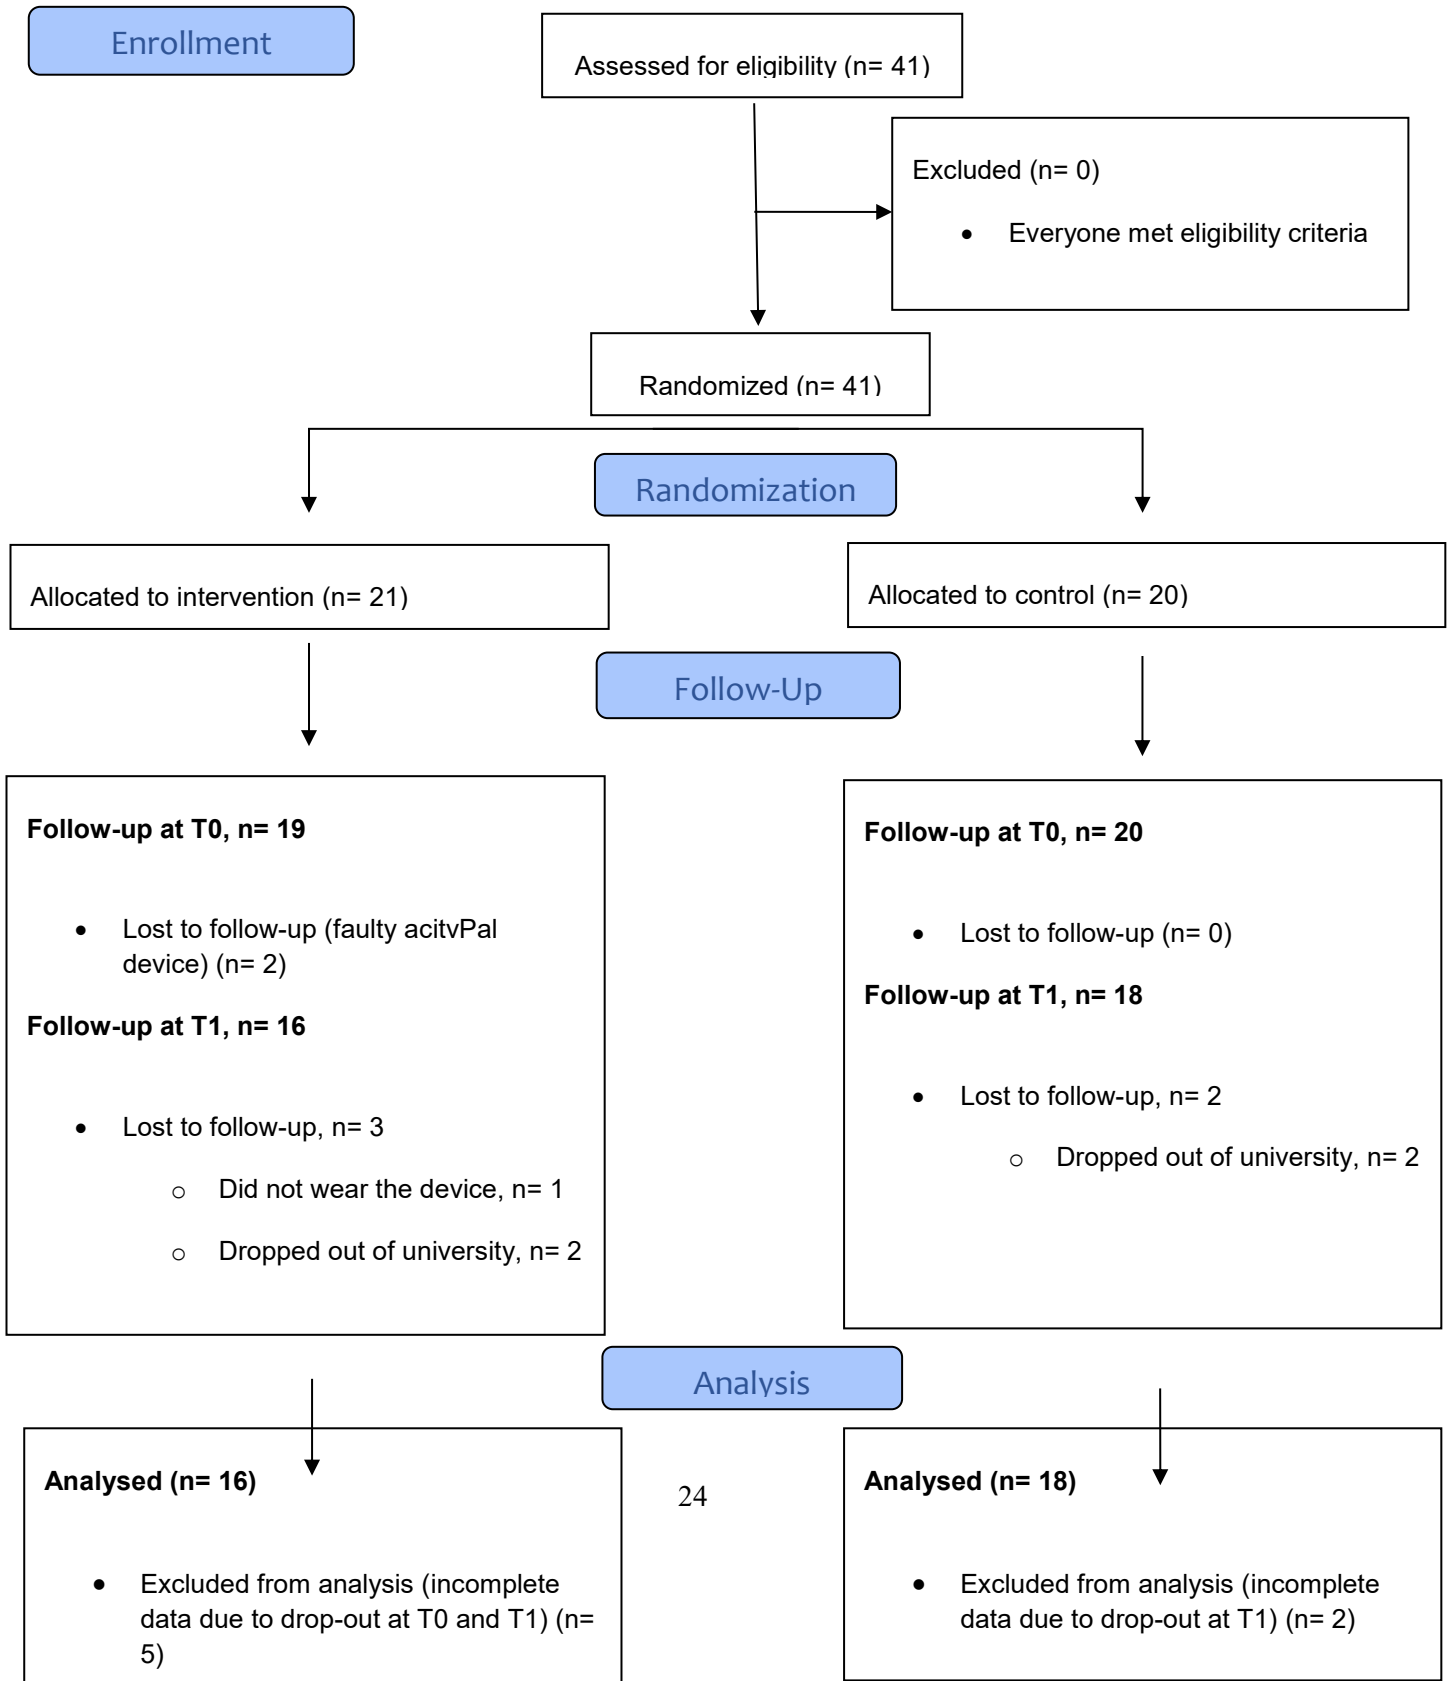 Enrollment
Assessed for eligibility (n= 41)
Excluded (n= 0)
• Everyone met eligibility criteria
Randomized (n= 41)
Randomization
Allocated to intervention (n= 21)
Allocated to control (n= 20)
Follow-Up
Follow-up at T0, n= 19
• Lost to follow-up (faulty acitvPal
device) (n= 2)
Follow-up at T1, n= 16
• Lost to follow-up, n= 3
o Did not wear the device, n= 1
o Dropped out of university, n= 2
Follow-up at T0, n= 20
• Lost to follow-up (n= 0)
Follow-up at T1, n= 18
• Lost to follow-up, n= 2
o Dropped out of university, n= 2
Analysis
Analysed (n= 16)
• Excluded from analysis (incomplete
data due to drop-out at T0 and T1) (n=
5)
24
Analysed (n= 18)
• Excluded from analysis (incomplete
data due to drop-out at T1) (n= 2)